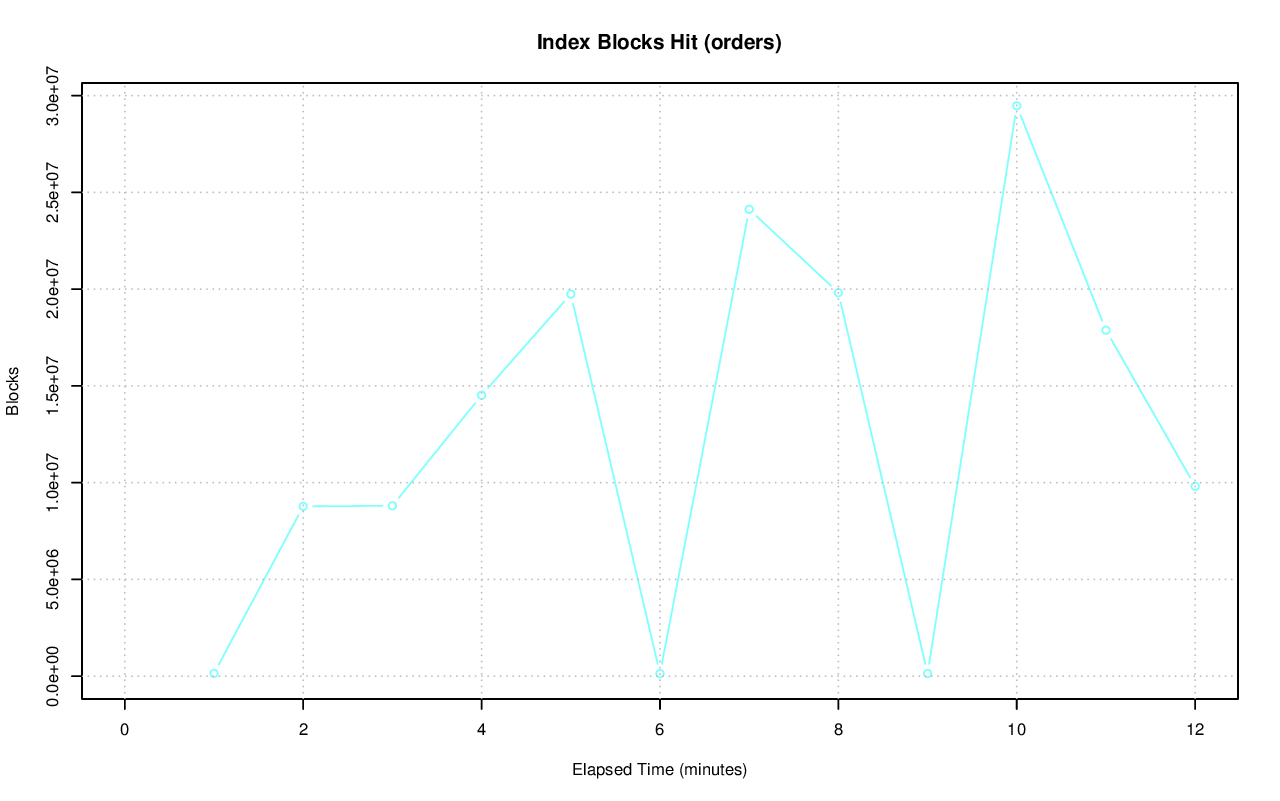 Index Blocks Hit (orders)
3.0e+07
2.5e+07
2.0e+07
1.5e+07
1.0e+07
5.0e+06
0.0e+00
Blocks
0 2 4 6 8 10 12
Elapsed Time (minutes)